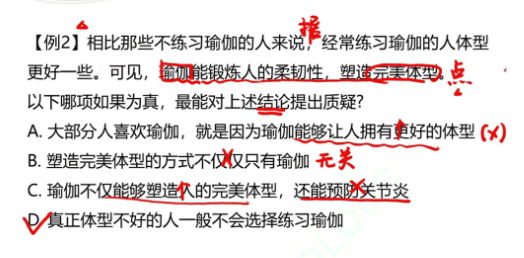 据
【例2】相比那些不练习瑜伽的人来说，经常练习瑜伽的人体型
更好一些。可见，瑜伽能锻炼人的柔韧性，塑造完美体型。点
以下哪项如果为真，最能对上述结论提出质疑？
A. 大部分人喜欢瑜伽，就是因为瑜伽能够让人拥有更好的体型 (x)
B. 塑造完美体型的方式不仅仅只有瑜伽 无关
C. 瑜伽不仅能够塑造人的完美体型，还能预防关节炎
D. 真正体型不好的人一般不会选择练习瑜伽